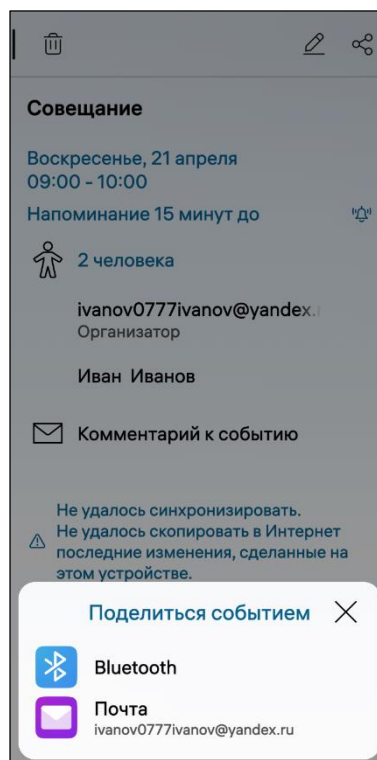 Совещание
Воскресенье, 21 апреля
09:00 - 10:00
Напоминание 15 минут до
2 человека
ivanov0777ivanov@yandex.r
Организатор
Иван Иванов
Комментарий к событию
Не удалось синхронизировать.
Не удалось скопировать в Интернет
последние изменения, сделанные на
этом устройстве.
Поделиться событием
Bluetooth
Почта
ivanov0777ivanov@yandex.ru